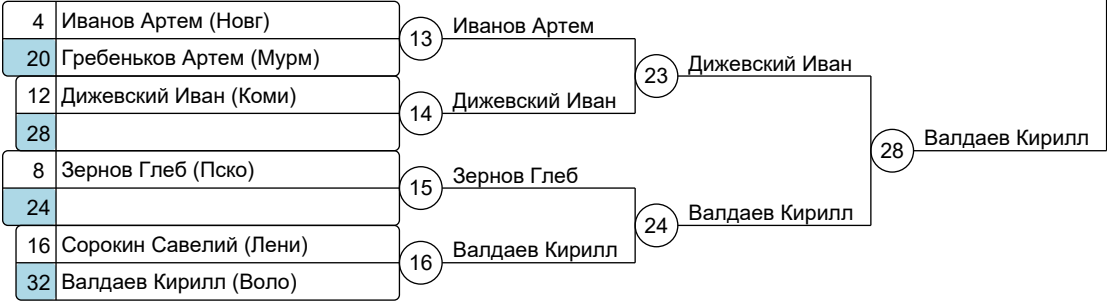 4 Иванов Артем (Новг)
20 Гребеньков Артем (Мурм)
12 Дижевский Иван (Коми)
28
8 Зернов Глеб (Пско)
24
16 Сорокин Савелий (Лени)
32 Валдаев Кирилл (Воло)
13 Иванов Артем
14 Дижевский Иван
15 Зернов Глеб
16 Валдаев Кирилл
23 Дижевский Иван
24 Валдаев Кирилл
28 Валдаев Кирилл